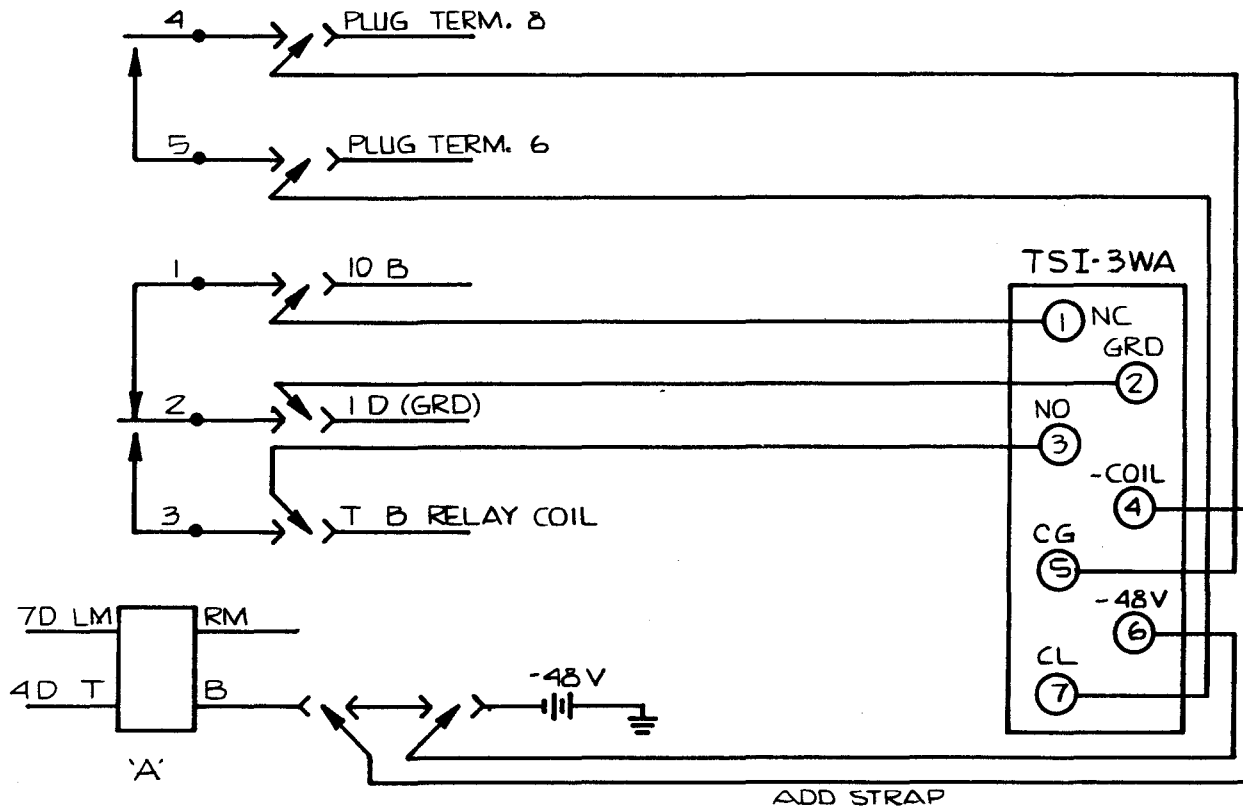 4 PLUG TERM. 8
5 PLUG TERM. 6
1 10 B
2 1 D (GRD)
3 T B RELAY COIL
TSI-3WA
1 NC
GRD
2
NO
3
-COIL
4
CG
5
-48V
6
CL
7
7D LM RM
4D T B
-48V
'A'
ADD STRAP